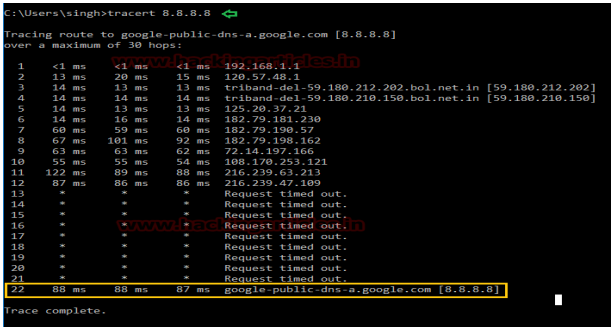 C:\Users\singh>tracert 8.8.8.8
Tracing route to google-public-dns-a.google.com [8.8.8.8]
over a maximum of 30 hops:
www.hackingarticles.in
1 <1 ms <1 ms <1 ms 192.168.1.1
2 13 ms 20 ms 15 ms 120.57.48.1
3 14 ms 13 ms 13 ms triband-del-59.180.212.202.bol.net.in [59.180.212.202]
4 14 ms 14 ms 14 ms triband-del-59.180.210.150.bol.net.in [59.180.210.150]
5 14 ms 13 ms 13 ms 125.20.37.21
6 14 ms 16 ms 14 ms 182.79.181.230
7 60 ms 59 ms 60 ms 182.79.190.57
8 67 ms 101 ms 92 ms 182.79.198.162
9 63 ms 63 ms 62 ms 72.14.197.166
10 55 ms 55 ms 54 ms 108.170.253.121
11 122 ms 89 ms 88 ms 216.239.63.213
12 87 ms 86 ms 86 ms 216.239.47.109
13 * * * Request timed out.
14 * * * Request timed out.
15 * * * Request timed out.
16 * * * Request timed out.
www.hackingarticles.in
17 * * * Request timed out.
18 * * * Request timed out.
19 * * * Request timed out.
20 * * * Request timed out.
21 * * * Request timed out.
22 88 ms 88 ms 87 ms google-public-dns-a.google.com [8.8.8.8]
Trace complete.